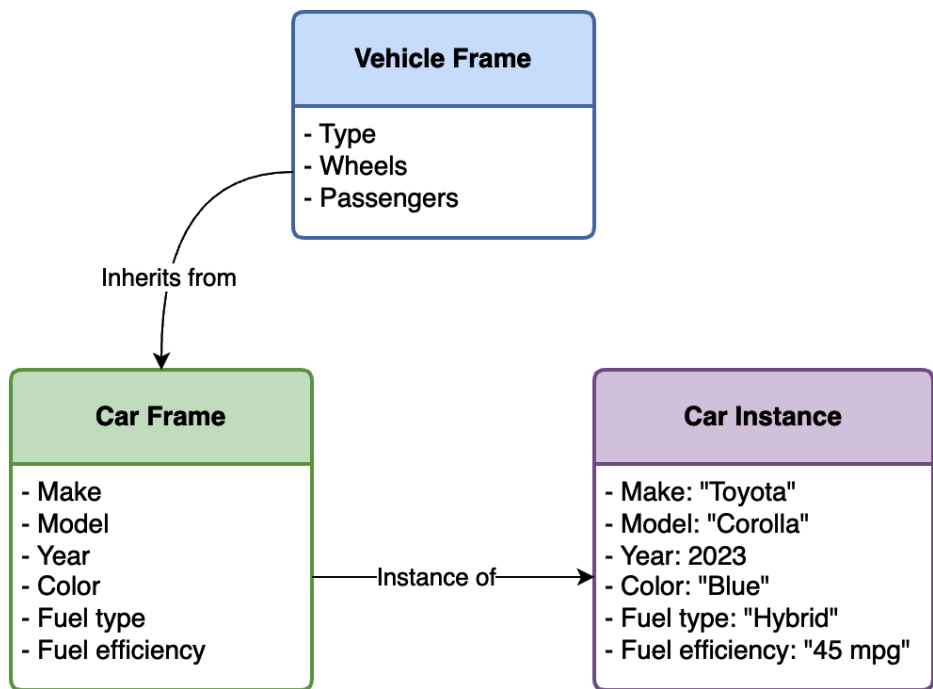 Vehicle Frame
- Type
- Wheels
- Passengers
Inherits from
Car Frame
- Make
- Model
- Year
- Color
- Fuel type
- Fuel efficiency
Instance of
Car Instance
- Make: "Toyota"
- Model: "Corolla"
- Year: 2023
- Color: "Blue"
- Fuel type: "Hybrid"
- Fuel efficiency: "45 mpg"